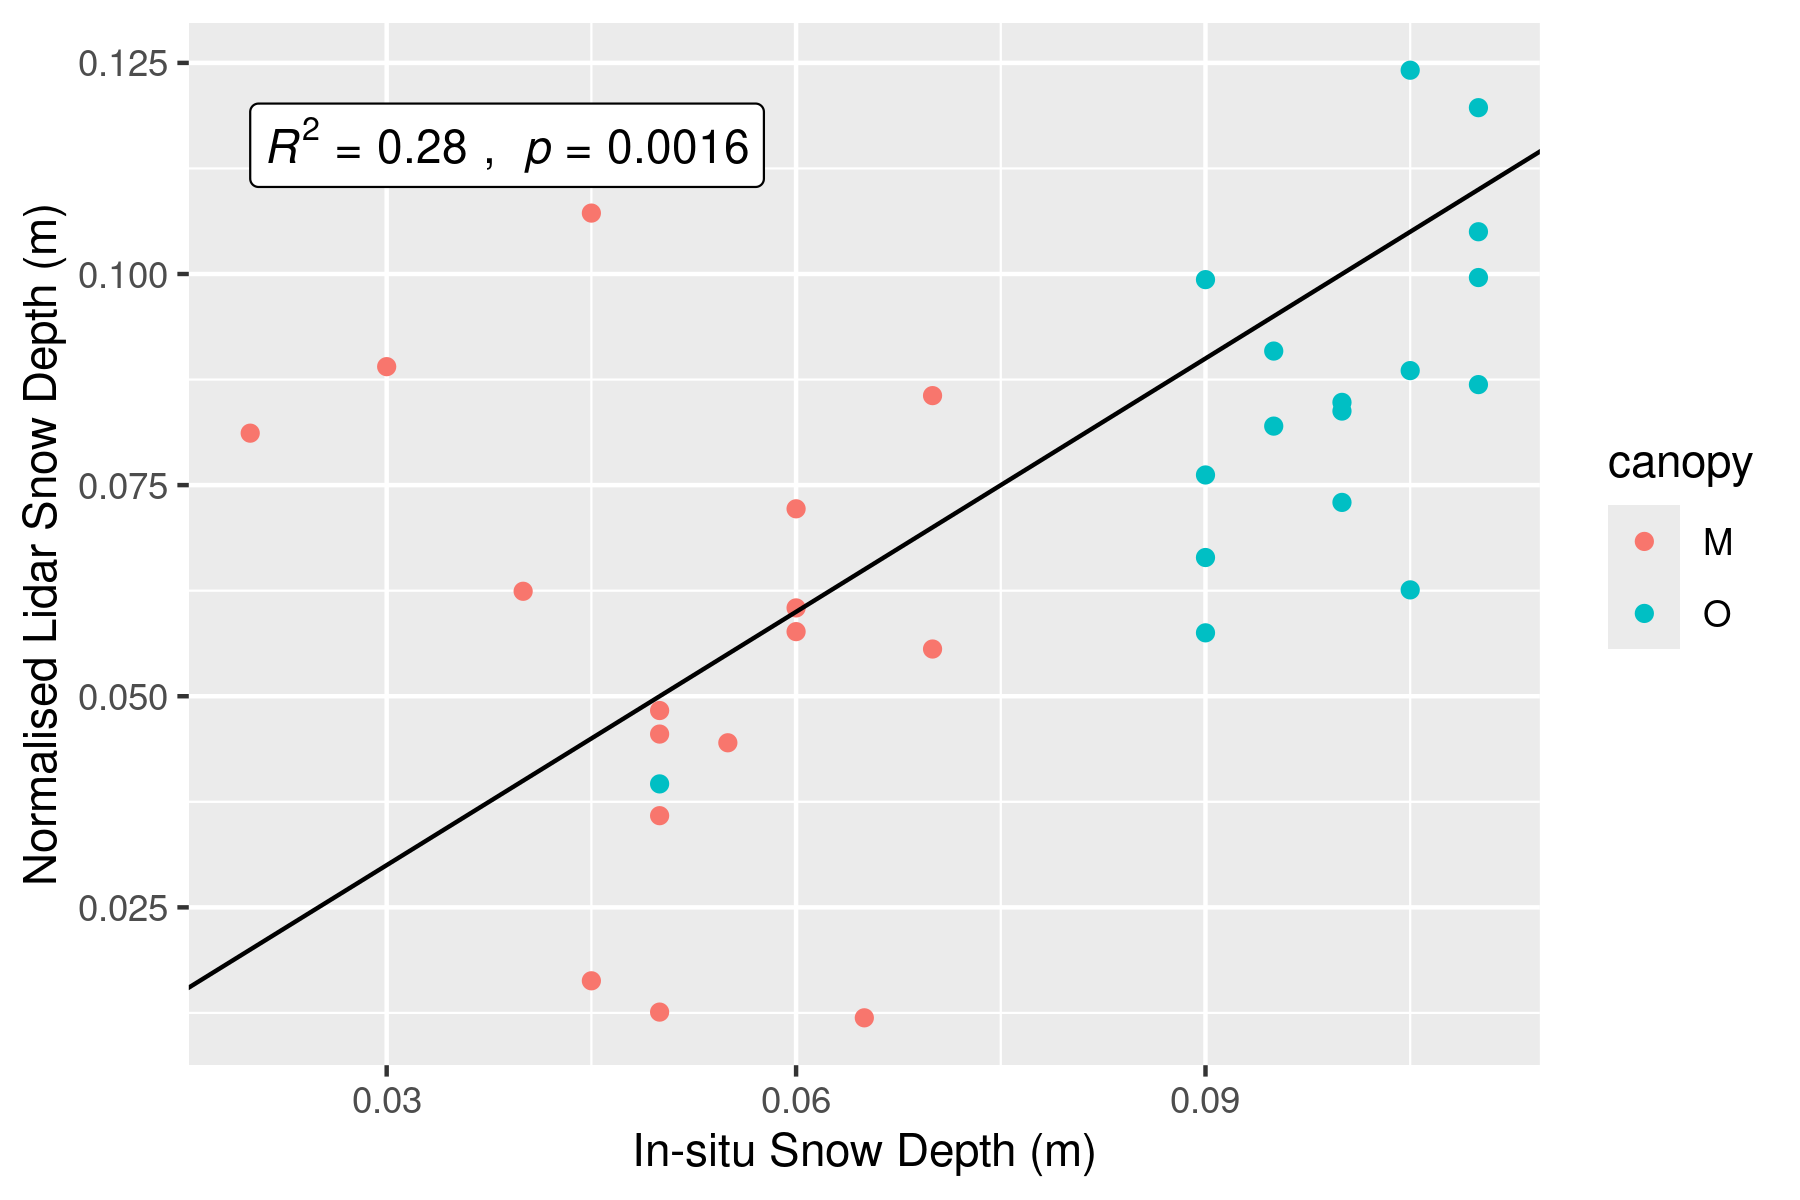 0.125
0.100
0.075
0.050
0.025
Normalised Lidar Snow Depth (m)
R² = 0.28 , p = 0.0016
0.03 0.06 0.09
In-situ Snow Depth (m)
canopy
M
O